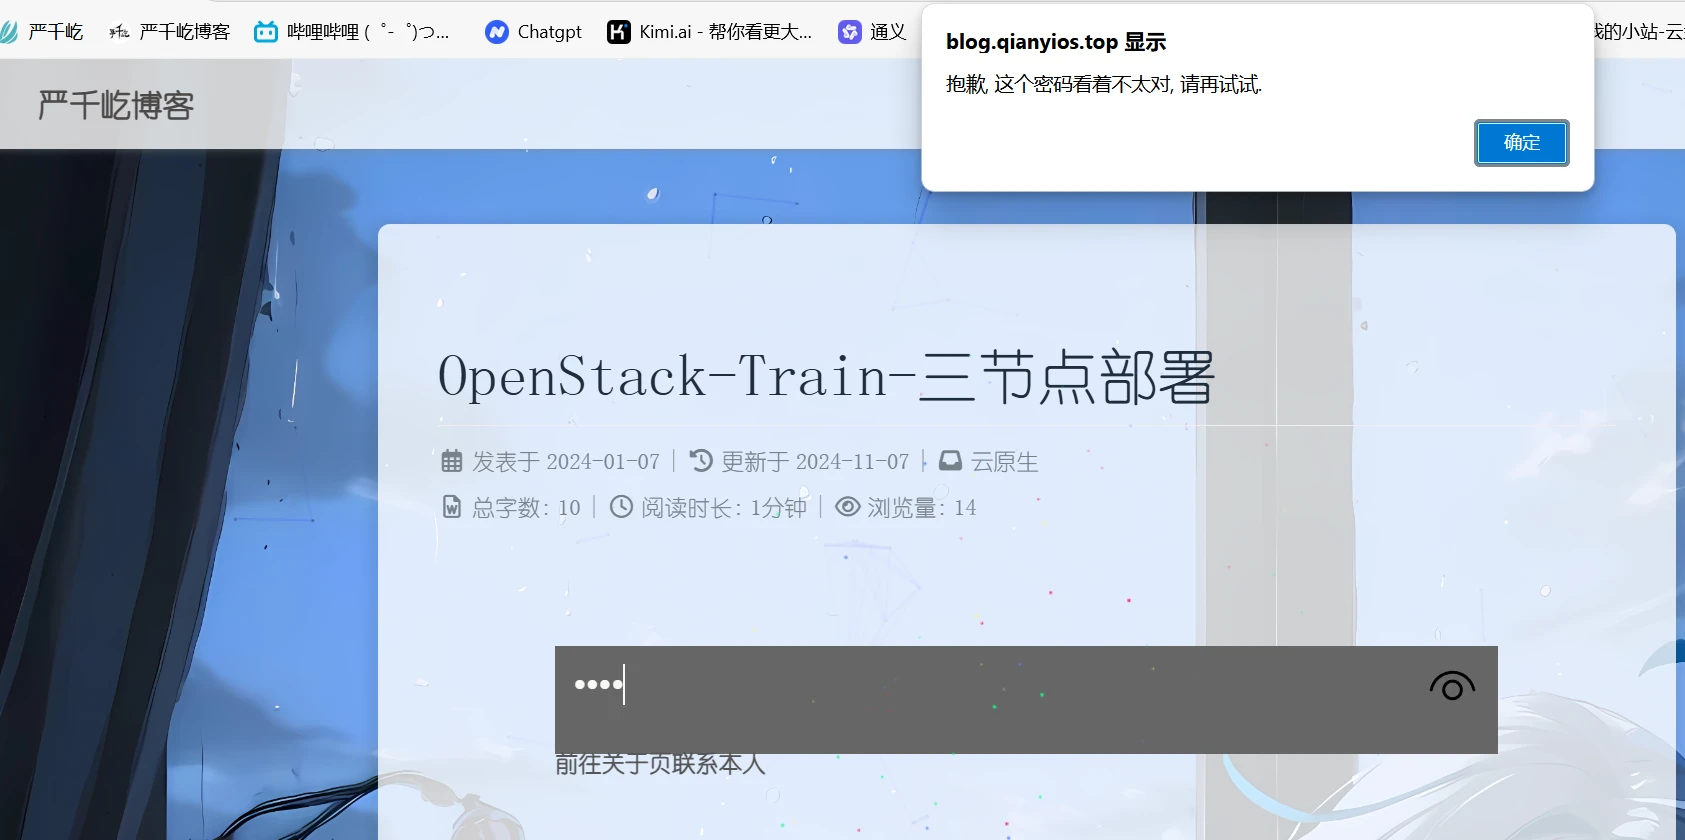 严千屹
严千屹博客
哔哩哔哩 ( ゜- ゜)つ...
Chatgpt
Kimi.ai - 帮你看更大...
通义
我的小站-云
blog.qianyios.top 显示
抱歉, 这个密码看着不太对, 请再试试.
确定
严千屹博客
OpenStack-Train-三节点部署
发表于 2024-01-07 | 更新于 2024-11-07 | 云原生
总字数: 10 | 阅读时长: 1分钟 | 浏览量: 14
前往关于页联系本人